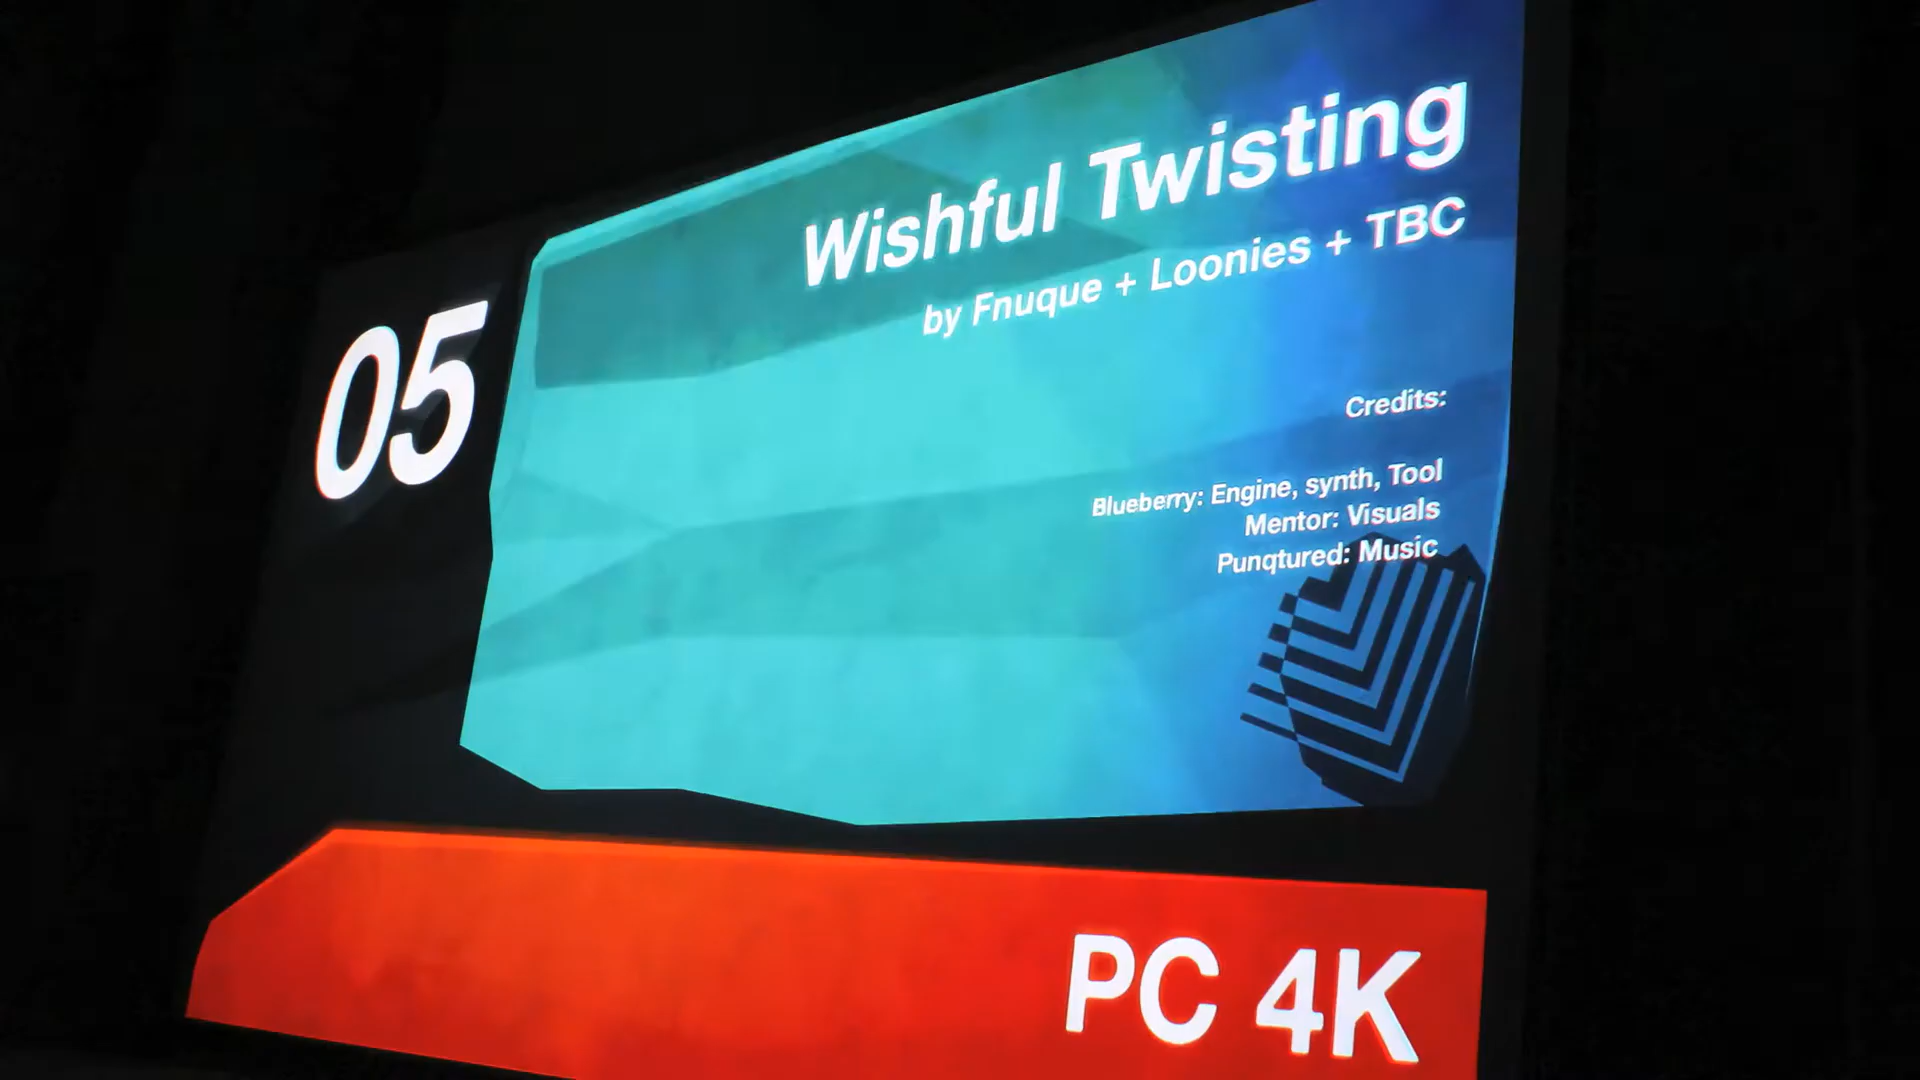 05
Wishful Twisting
by Fnuque + Loonies + TBC
Credits:
Blueberry: Engine, synth, Tool
Mentor: Visuals
Punqtured: Music
PC 4K